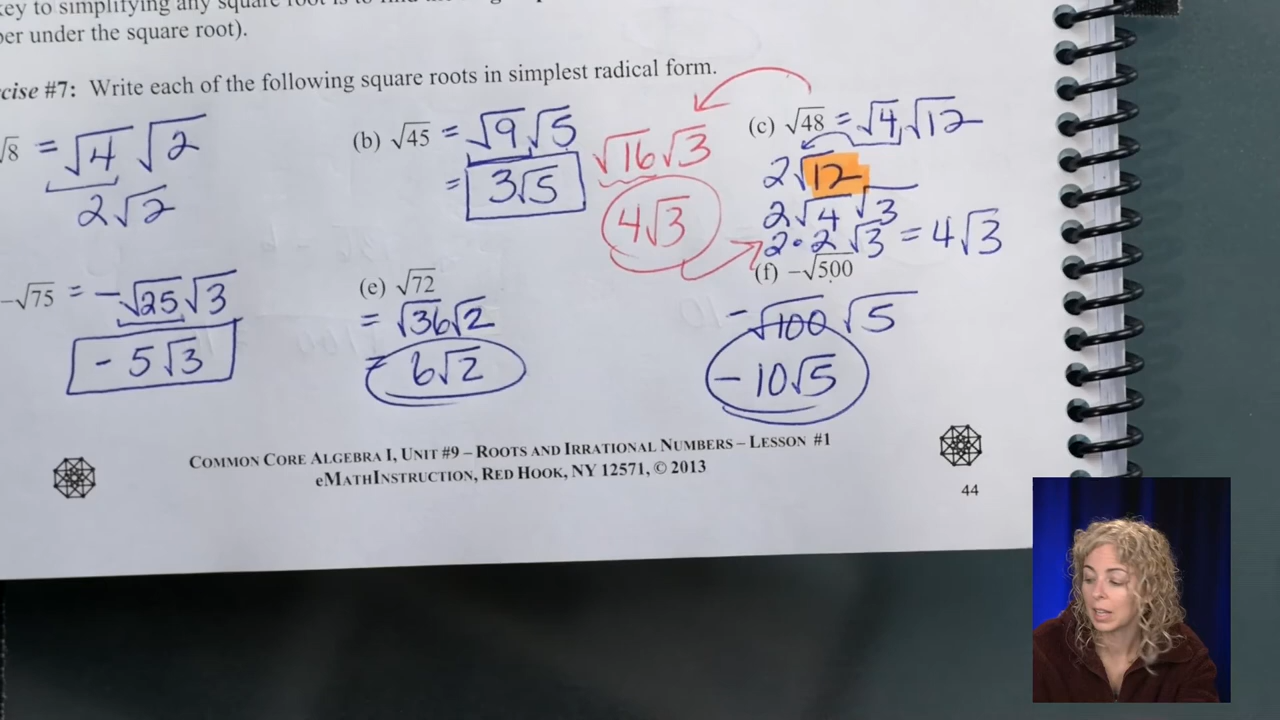 key to simplifying any square root is to find the
per under the square root).
cise #7: Write each of the following square roots in simplest radical form.
√8 = √4 √2
2√2
(b) √45 = √9 √5
= 3√5
√16 √3
4√3
(c) √48 = √4 √12
2√12
2√4 √3
2·2√3 = 4√3
-√75 = -√25 √3
-5√3
(e) √72
= √36 √2
= 6√2
(f) -√500
-√100 √5
-10√5
COMMON CORE ALGEBRA I, UNIT #9 – ROOTS AND IRRATIONAL NUMBERS – LESSON #1
eMATHINSTRUCTION, RED HOOK, NY 12571, © 2013
44